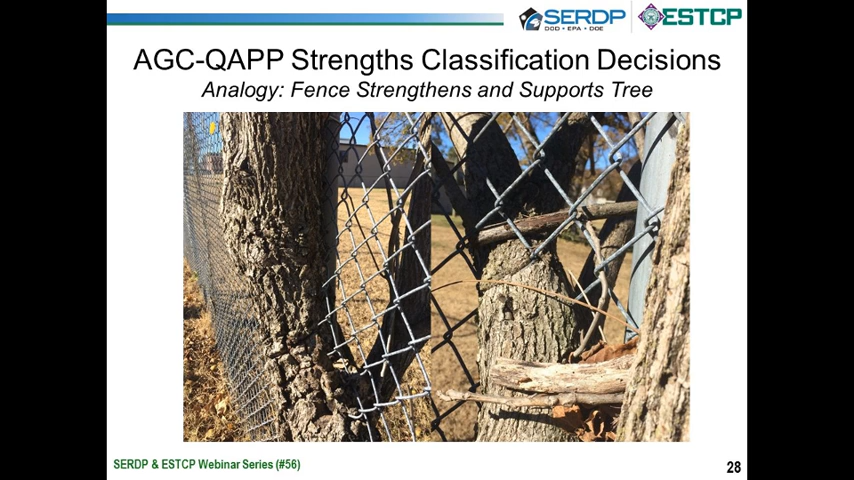 SERDP
DOD • EPA • DOE
ESTCP
AGC-QAPP Strengths Classification Decisions
Analogy: Fence Strengthens and Supports Tree
SERDP & ESTCP Webinar Series (#56)
28